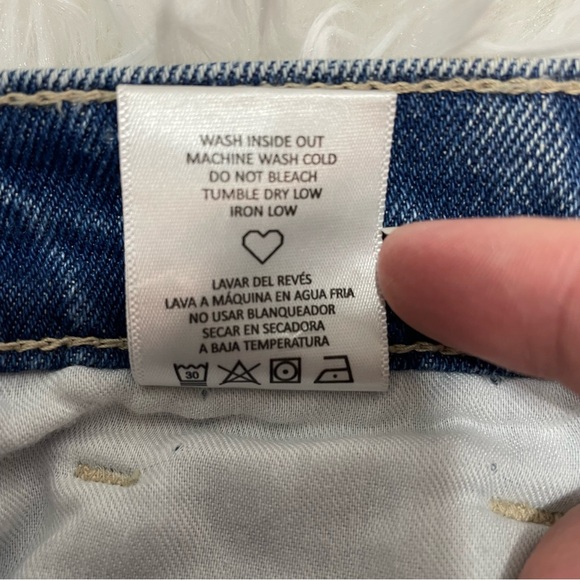 WASH INSIDE OUT
MACHINE WASH COLD
DO NOT BLEACH
TUMBLE DRY LOW
IRON LOW
LAVAR DEL REVÉS
LAVA A MÁQUINA EN AGUA FRIA
NO USAR BLANQUEADOR
SECAR EN SECADORA
A BAJA TEMPERATURA
30